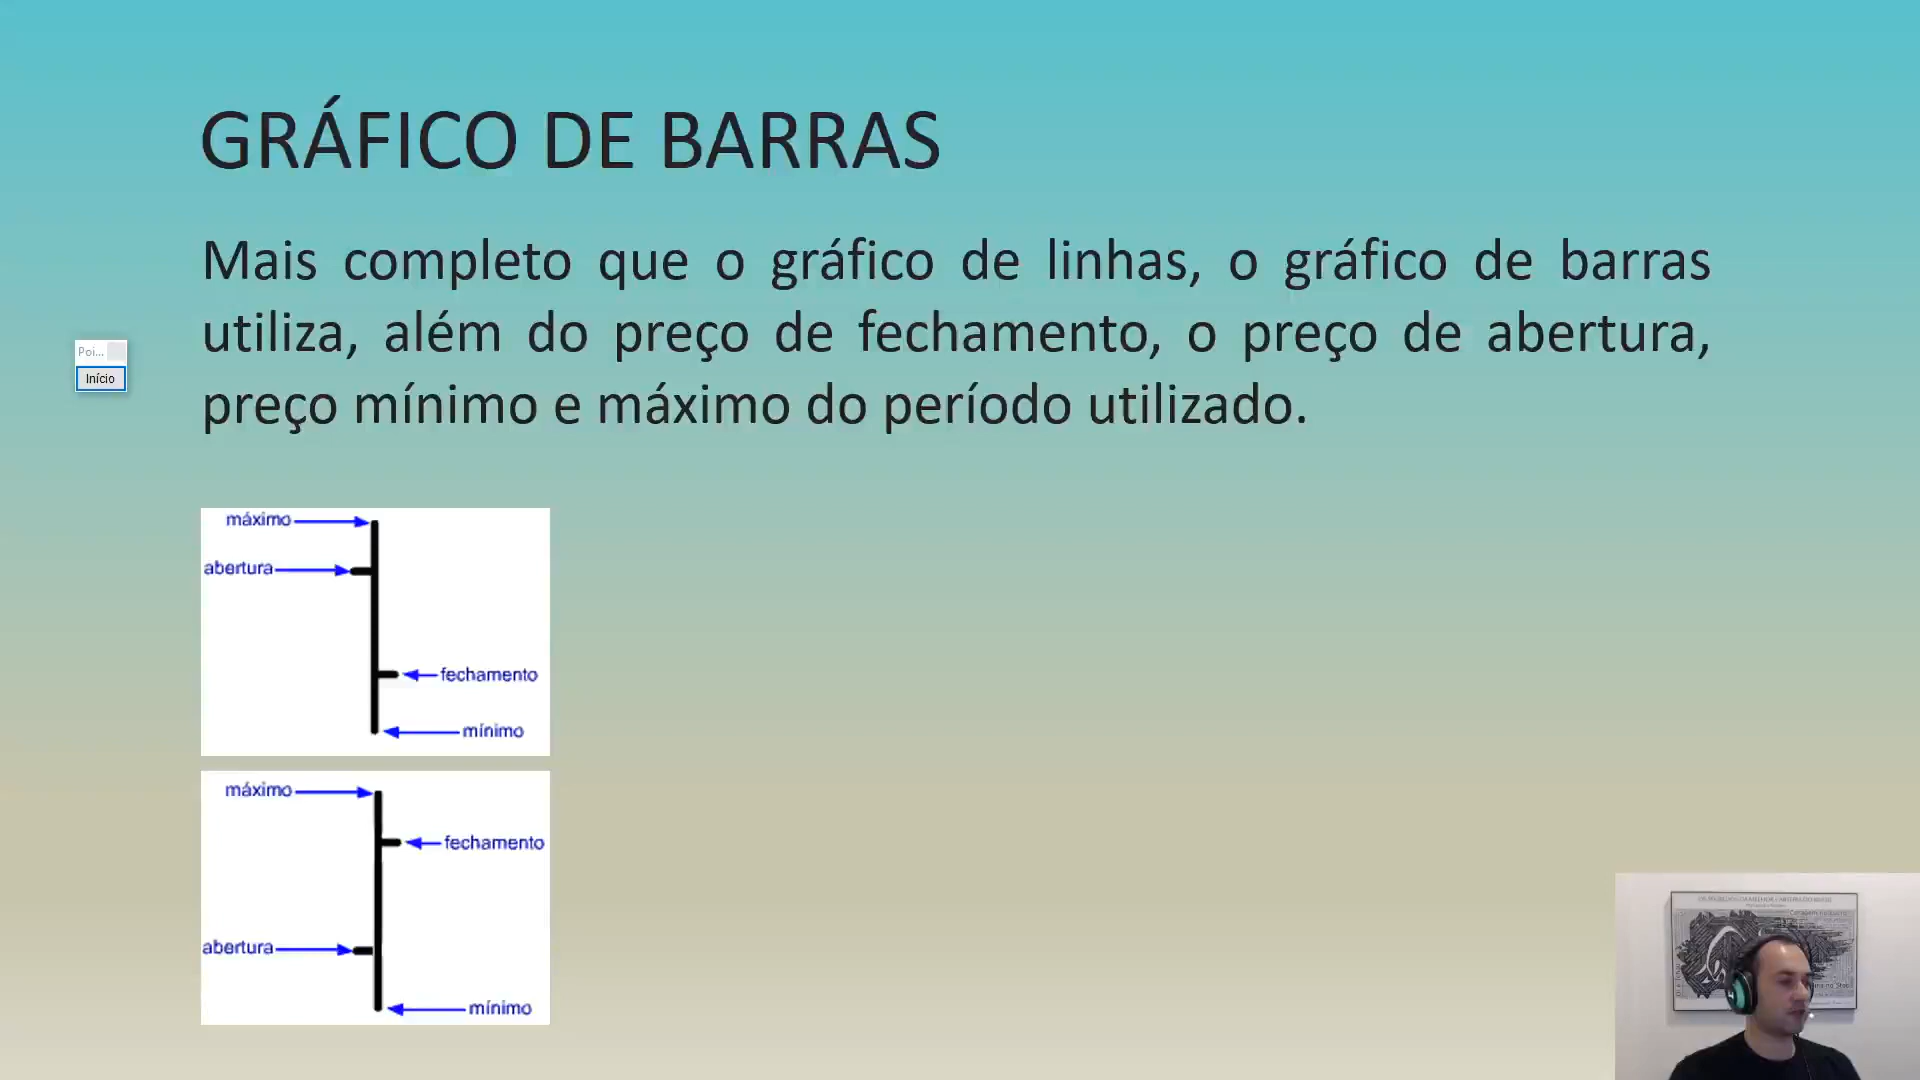 GRÁFICO DE BARRAS
Mais completo que o gráfico de linhas, o gráfico de barras
utiliza, além do preço de fechamento, o preço de abertura,
preço mínimo e máximo do período utilizado.
Poi...
Início
máximo
abertura
fechamento
mínimo
máximo
fechamento
abertura
mínimo